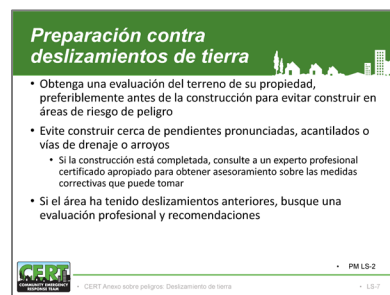 Preparación contra
deslizamientos de tierra
• Obtenga una evaluación del terreno de su propiedad,
preferiblemente antes de la construcción para evitar construir en
áreas de riesgo de peligro
• Evite construir cerca de pendientes pronunciadas, acantilados o
vías de drenaje o arroyos
• Si la construcción está completada, consulte a un experto profesional
certificado apropiado para obtener asesoramiento sobre las medidas
correctivas que puede tomar
• Si el área ha tenido deslizamientos anteriores, busque una
evaluación profesional y recomendaciones
• PM LS-2
CERT
COMMUNITY EMERGENCY
RESPONSE TEAM
• CERT Anexo sobre peligros: Deslizamiento de tierra
• LS-7